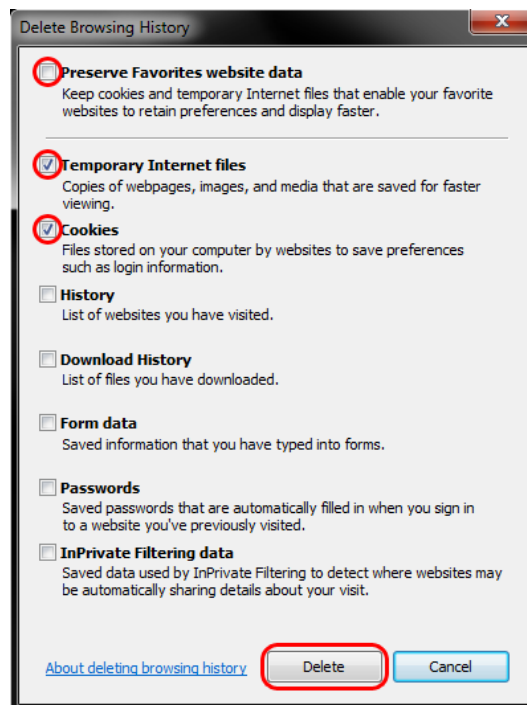 Delete Browsing History
Preserve Favorites website data
Keep cookies and temporary Internet files that enable your favorite
websites to retain preferences and display faster.
Temporary Internet files
Copies of webpages, images, and media that are saved for faster
viewing.
Cookies
Files stored on your computer by websites to save preferences
such as login information.
History
List of websites you have visited.
Download History
List of files you have downloaded.
Form data
Saved information that you have typed into forms.
Passwords
Saved passwords that are automatically filled in when you sign in
to a website you've previously visited.
InPrivate Filtering data
Saved data used by InPrivate Filtering to detect where websites may
be automatically sharing details about your visit.
About deleting browsing history
Delete
Cancel